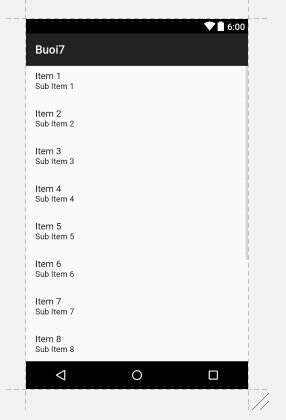 6:00
Buoi7
Item 1
Sub Item 1
Item 2
Sub Item 2
Item 3
Sub Item 3
Item 4
Sub Item 4
Item 5
Sub Item 5
Item 6
Sub Item 6
Item 7
Sub Item 7
Item 8
Sub Item 8